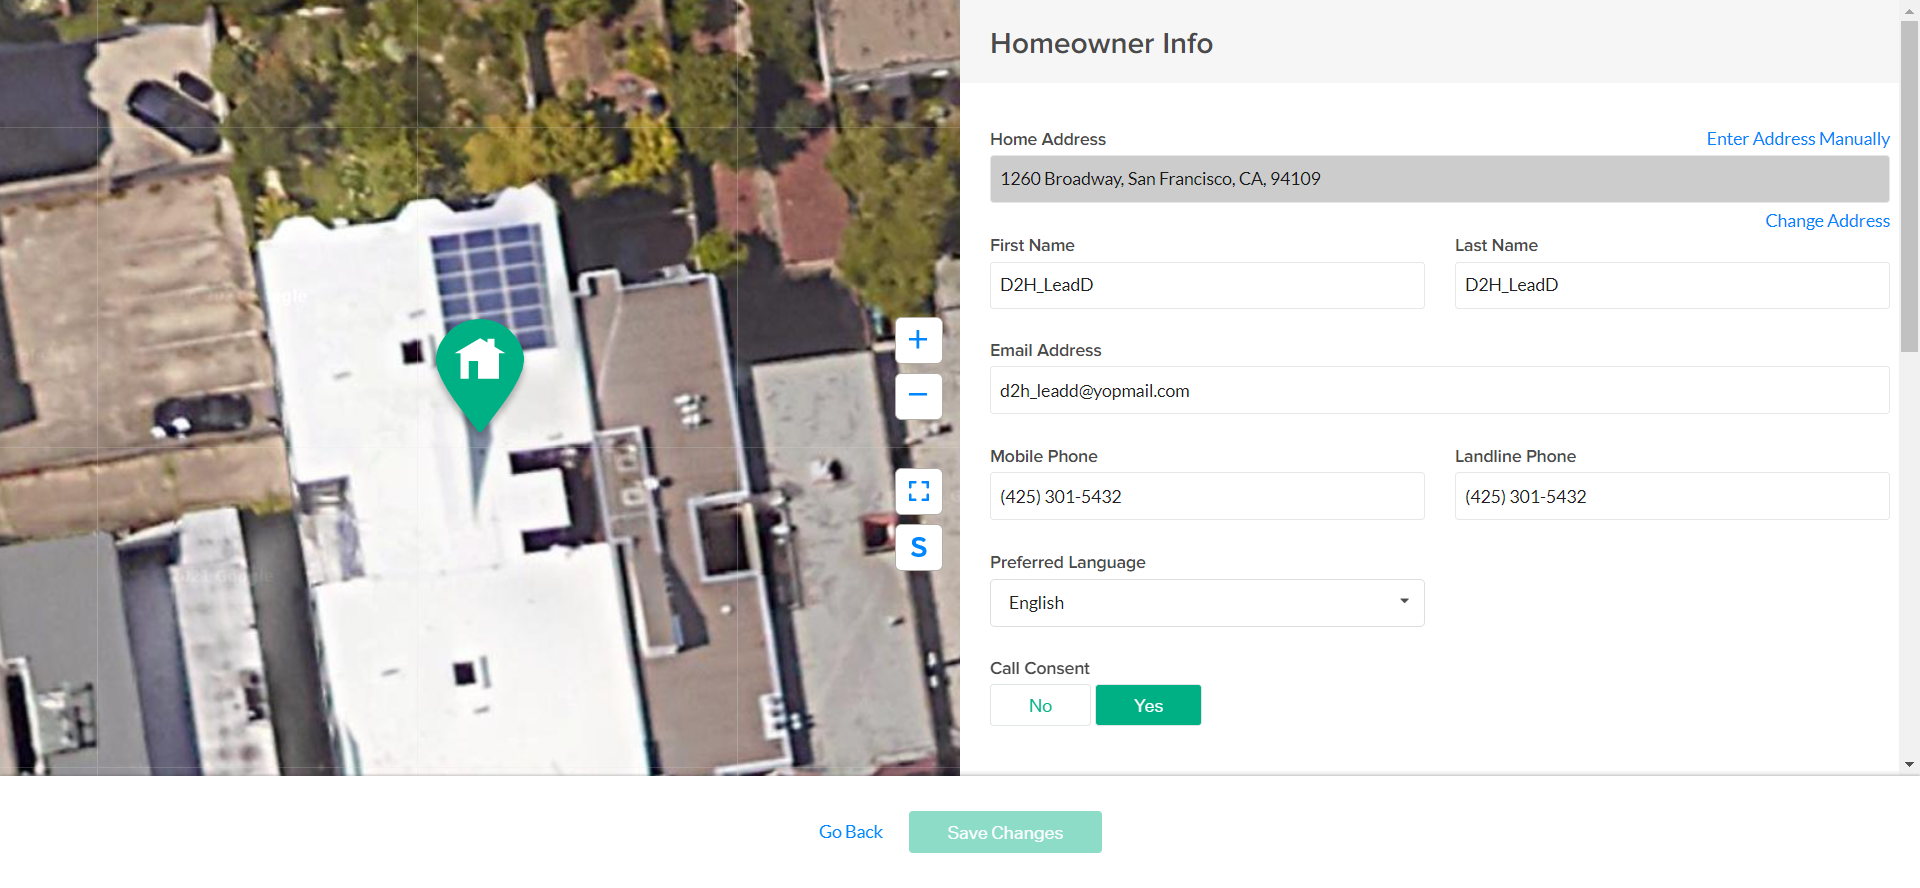 Homeowner Info
Home Address
Enter Address Manually
1260 Broadway, San Francisco, CA, 94109
Change Address
First Name
Last Name
D2H_LeadD
D2H_LeadD
Email Address
d2h_leadd@yopmail.com
Mobile Phone
Landline Phone
(425) 301-5432
(425) 301-5432
Preferred Language
English
Call Consent
No
Yes
S
Go Back
Save Changes